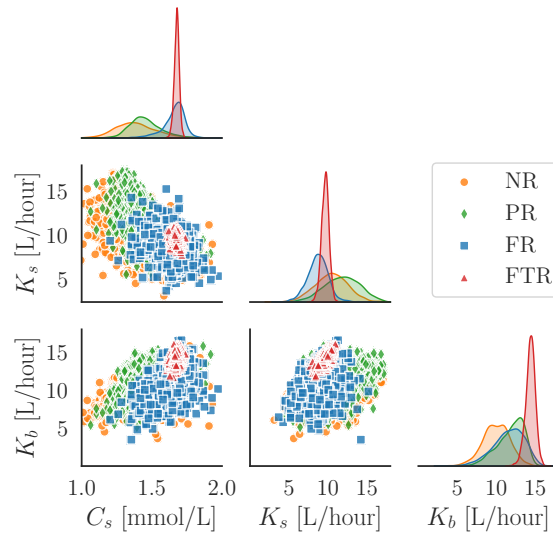 K_s [L/hour]
15
10
5
NR
PR
FR
FTR
K_b [L/hour]
15
10
5
1.0 1.5 2.0
5 10 15
5 10 15
C_s [mmol/L]
K_s [L/hour]
K_b [L/hour]